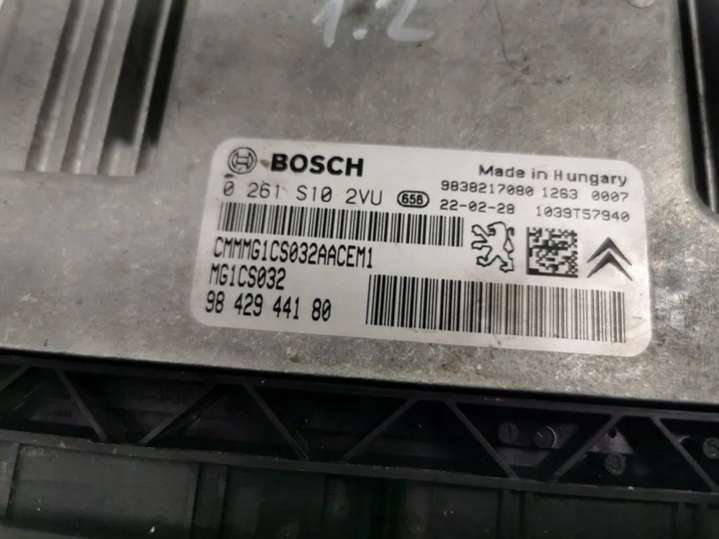 1.2
BOSCH
Made in Hungary
0 261 S10 2VU 656
9838217080 1263 0007
22-02-28 1039T57940
CMMMG1CS032AACEM1
MG1CS032
98 429 441 80